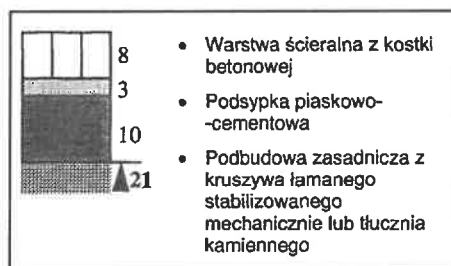 8
3
10
21
• Warstwa ścieralna z kostki
betonowej
• Podsypka piaskowo-
-cementowa
• Podbudowa zasadnicza z
kruszywa łamanego
stabilizowanego
mechanicznie lub tłucznia
kamiennego